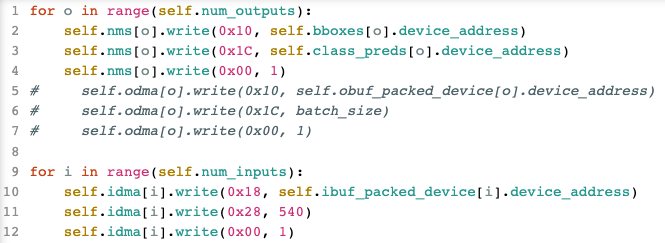 1 for o in range(self.num_outputs):
2     self.nms[o].write(0x10, self.bboxes[o].device_address)
3     self.nms[o].write(0x1C, self.class_preds[o].device_address)
4     self.nms[o].write(0x00, 1)
5 #     self.odma[o].write(0x10, self.obuf_packed_device[o].device_address)
6 #     self.odma[o].write(0x1C, batch_size)
7 #     self.odma[o].write(0x00, 1)
8
9 for i in range(self.num_inputs):
10     self.idma[i].write(0x18, self.ibuf_packed_device[i].device_address)
11     self.idma[i].write(0x28, 540)
12     self.idma[i].write(0x00, 1)